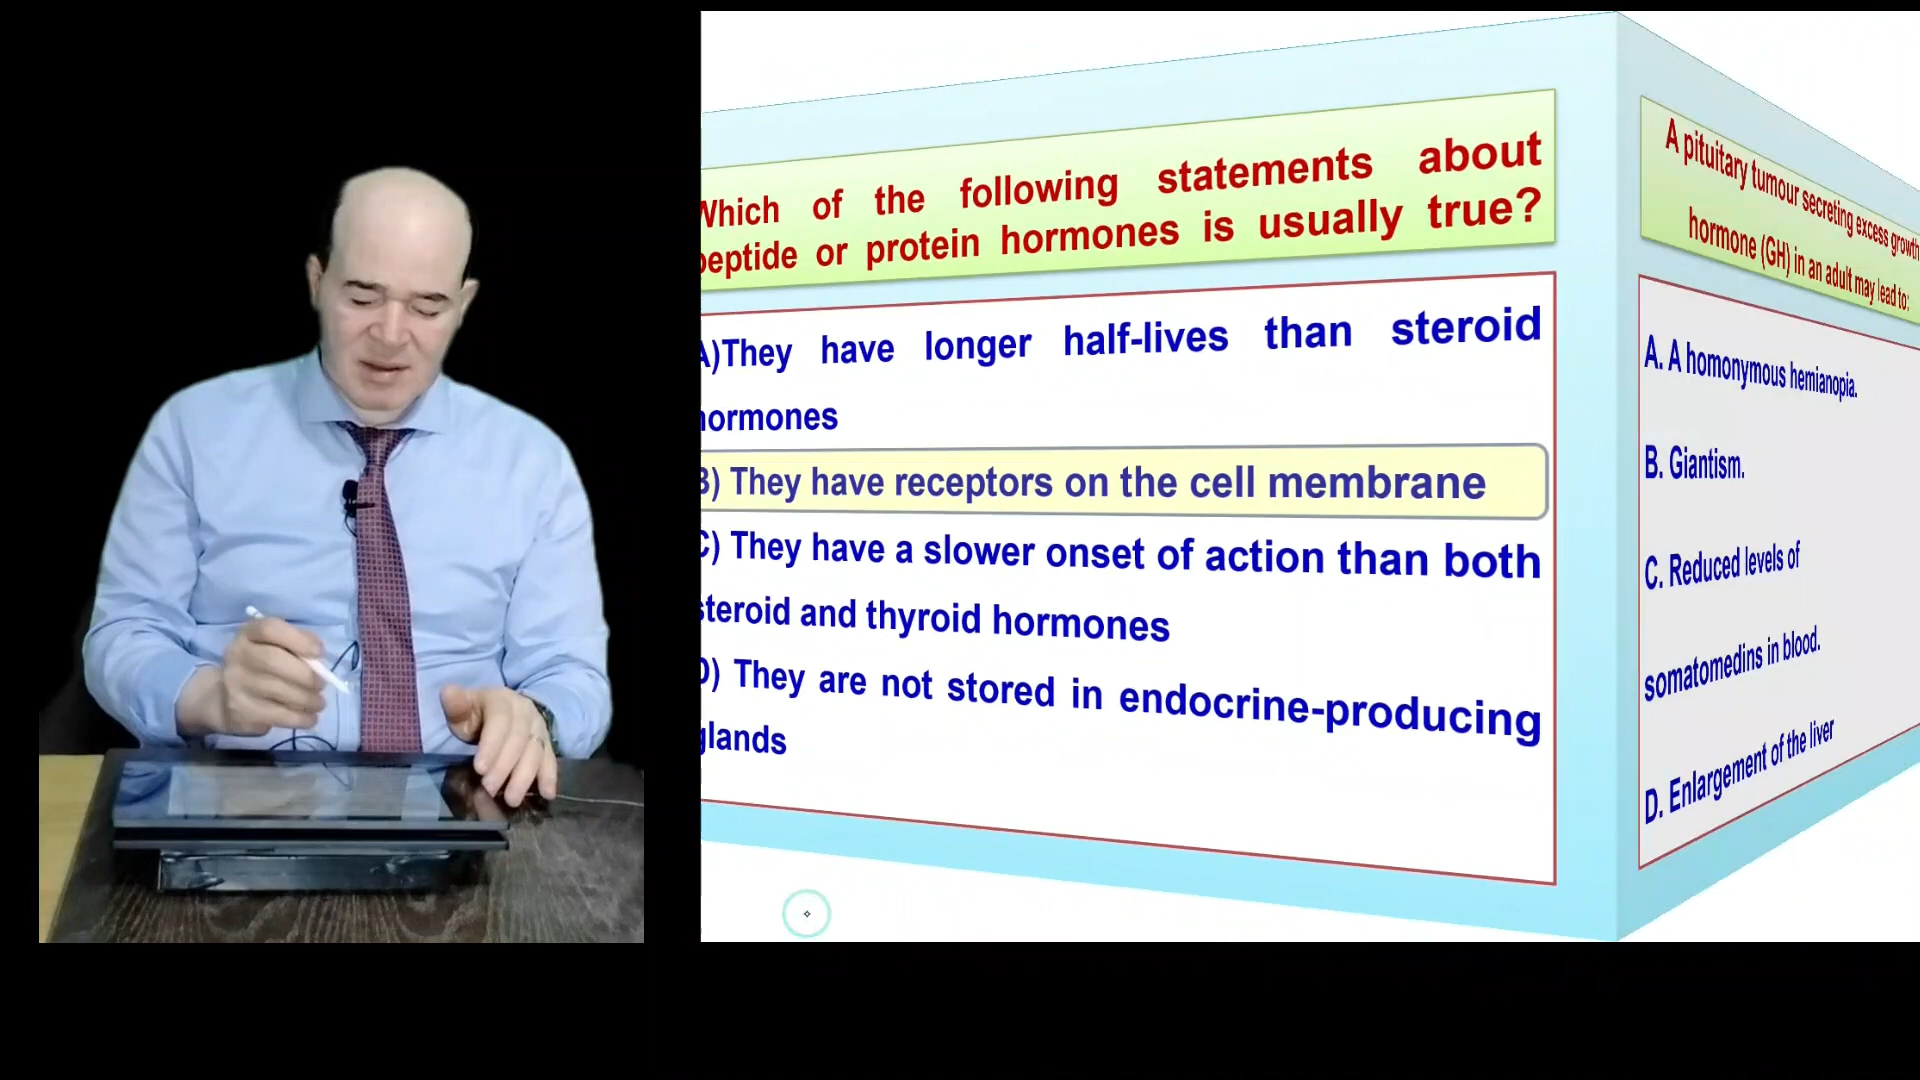 Which of the following statements about
peptide or protein hormones is usually true?
A)They have longer half-lives than steroid
hormones
B) They have receptors on the cell membrane
C) They have a slower onset of action than both
steroid and thyroid hormones
D) They are not stored in endocrine-producing
glands
A pituitary tumour secreting excess growth
hormone (GH) in an adult may lead to:
A. A homonymous hemianopia.
B. Giantism.
C. Reduced levels of
somatomedins in blood.
D. Enlargement of the liver